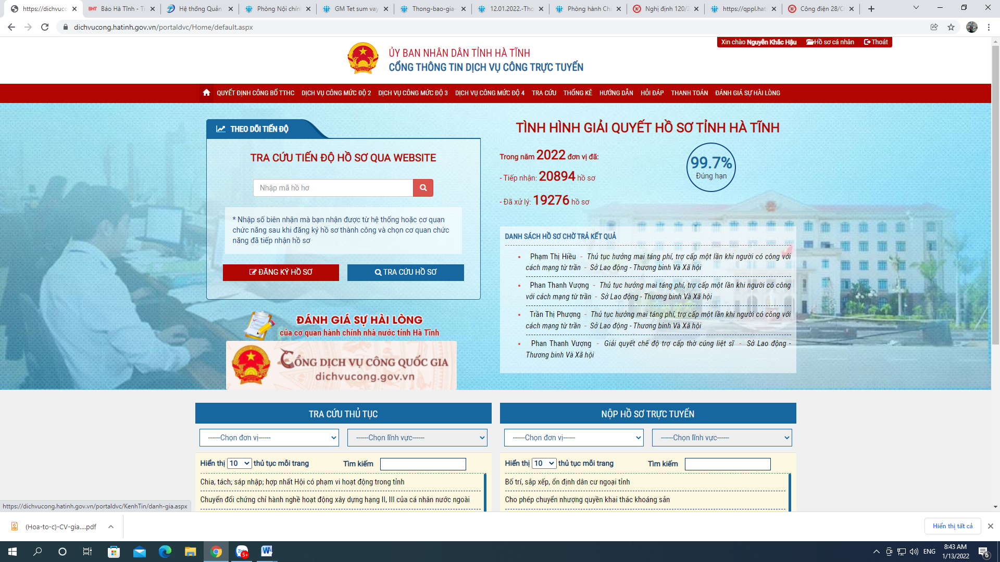 https://dichvuco
Báo Hà Tĩnh - Ti
Hệ thống Quản
Phòng Nội chín
GM Tet sum vay
Thong-bao-gia-
12.01.2022.-Tho
Phòng hành Ch
Nghị định 120/2
https://qppl.hat
Công điện 28/C
dichvucong.hatinh.gov.vn/portaldvc/Home/default.aspx
Xin chào Nguyễn Khắc Hậu Hồ sơ cá nhân Thoát
ỦY BAN NHÂN DÂN TỈNH HÀ TĨNH
CỔNG THÔNG TIN DỊCH VỤ CÔNG TRỰC TUYẾN
QUYẾT ĐỊNH CÔNG BỐ TTHC DỊCH VỤ CÔNG MỨC ĐỘ 2 DỊCH VỤ CÔNG MỨC ĐỘ 3 DỊCH VỤ CÔNG MỨC ĐỘ 4 TRA CỨU THỐNG KÊ HƯỚNG DẪN HỎI ĐÁP THANH TOÁN ĐÁNH GIÁ SỰ HÀI LÒNG
THEO DÕI TIẾN ĐỘ
TRA CỨU TIẾN ĐỘ HỒ SƠ QUA WEBSITE
Nhập mã hồ hơ
* Nhập số biên nhận mà bạn nhận được từ hệ thống hoặc cơ quan
chức năng sau khi đăng ký hồ sơ thành công và chọn cơ quan chức
năng đã tiếp nhận hồ sơ
ĐĂNG KÝ HỒ SƠ
TRA CỨU HỒ SƠ
ĐÁNH GIÁ SỰ HÀI LÒNG
của cơ quan hành chính nhà nước tỉnh Hà Tĩnh
CỔNG DỊCH VỤ CÔNG QUỐC GIA
dichvucong.gov.vn
TÌNH HÌNH GIẢI QUYẾT HỒ SƠ TỈNH HÀ TĨNH
Trong năm 2022 đơn vị đã:
- Tiếp nhận: 20894 hồ sơ
- Đã xử lý: 19276 hồ sơ
99.7%
Đúng hạn
DANH SÁCH HỒ SƠ CHỜ TRẢ KẾT QUẢ
Phạm Thị Hiều - Thủ tục hưởng mai táng phí, trợ cấp một lần khi người có công với
cách mạng từ trần - Sở Lao động - Thương binh Và Xã hội
Phan Thanh Vượng - Thủ tục hưởng mai táng phí, trợ cấp một lần khi người có công
với cách mạng từ trần - Sở Lao động - Thương binh Và Xã hội
Trần Thị Phượng - Thủ tục hưởng mai táng phí, trợ cấp một lần khi người có công với
cách mạng từ trần - Sở Lao động - Thương binh Và Xã hội
Phan Thanh Vượng - Giải quyết chế độ trợ cấp thờ cúng liệt sĩ - Sở Lao động -
Thương binh Và Xã hội
TRA CỨU THỦ TỤC
------Chọn đơn vị------
------Chọn lĩnh vực------
Hiển thị 10 thủ tục mỗi trang Tìm kiếm
Chia, tách; sáp nhập; hợp nhất Hội có phạm vi hoạt động trong tỉnh
Chuyển đổi chứng chỉ hành nghề hoạt động xây dựng hạng II, III của cá nhân nước ngoài
NỘP HỒ SƠ TRỰC TUYẾN
------Chọn đơn vị------
------Chọn lĩnh vực------
Hiển thị 10 thủ tục mỗi trang Tìm kiếm
Bố trí, sắp xếp, ổn định dân cư ngoại tỉnh
Cho phép chuyển nhượng quyền khai thác khoáng sản
https://dichvucong.hatinh.gov.vn/portaldvc/KenhTin/danh-gia.aspx
(Hoa-to-c)-CV-gia....pdf
Hiển thị tất cả
5+
ENG
8:43 AM
1/13/2022
6